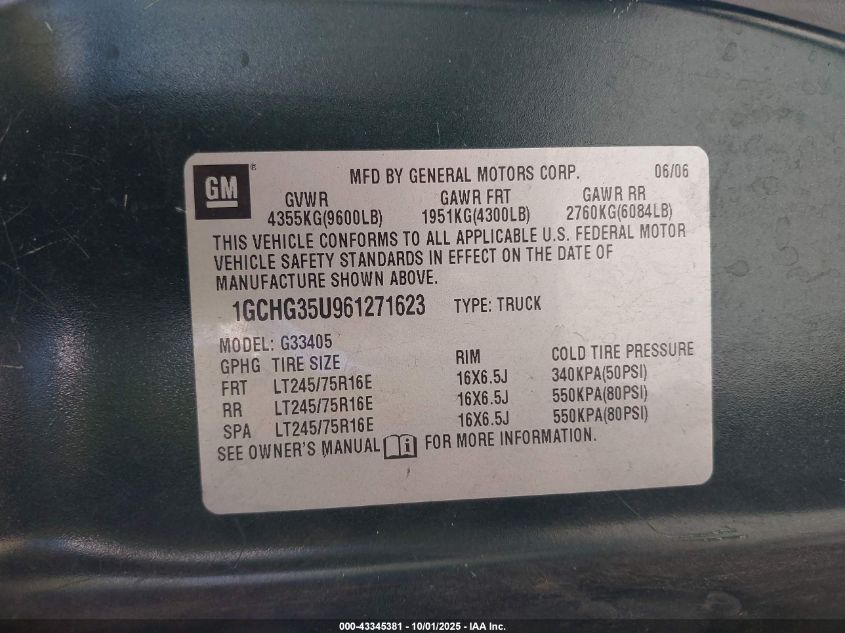 GM ®
MFD BY GENERAL MOTORS CORP. 06/06
GVWR GAWR FRT GAWR RR
4355KG(9600LB) 1951KG(4300LB) 2760KG(6084LB)
THIS VEHICLE CONFORMS TO ALL APPLICABLE U.S. FEDERAL MOTOR
VEHICLE SAFETY STANDARDS IN EFFECT ON THE DATE OF
MANUFACTURE SHOWN ABOVE.
1GCHG35U961271623 TYPE: TRUCK
MODEL: G33405
GPHG TIRE SIZE RIM COLD TIRE PRESSURE
FRT LT245/75R16E 16X6.5J 340KPA(50PSI)
RR LT245/75R16E 16X6.5J 550KPA(80PSI)
SPA LT245/75R16E 16X6.5J 550KPA(80PSI)
SEE OWNER'S MANUAL i FOR MORE INFORMATION.
000-43345381 - 10/01/2025 - IAA Inc.